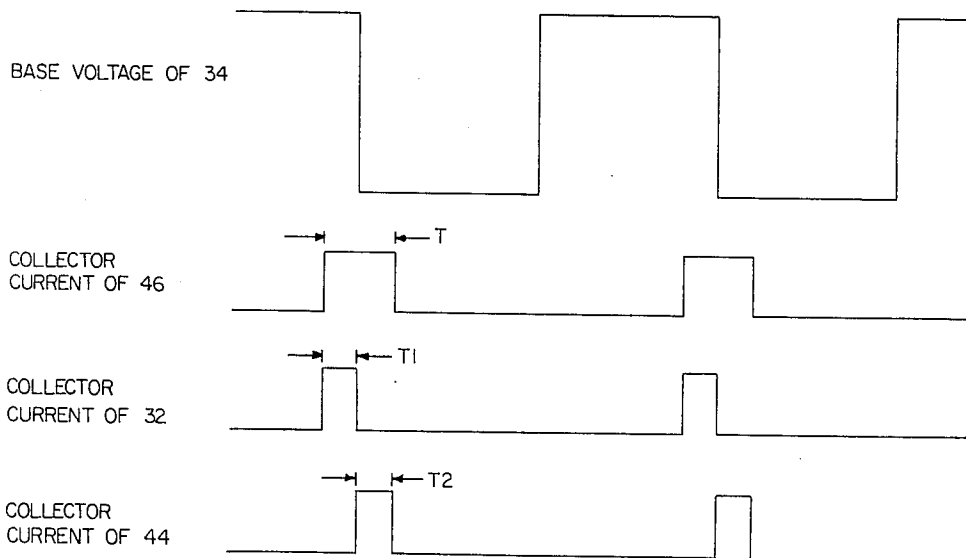 BASE VOLTAGE OF 34
T
COLLECTOR
CURRENT OF 46
T1
COLLECTOR
CURRENT OF 32
T2
COLLECTOR
CURRENT OF 44